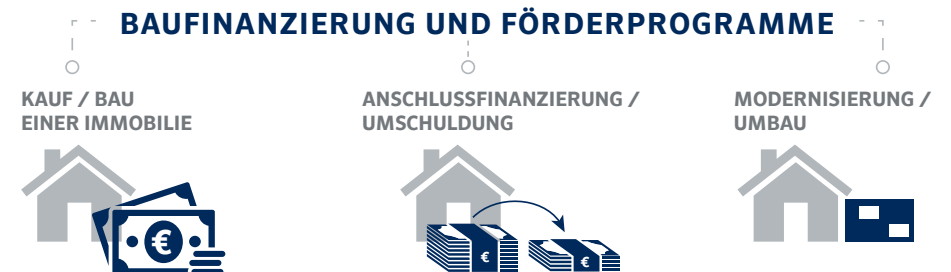 BAUFINANZIERUNG UND FÖRDERPROGRAMME
KAUF / BAU
EINER IMMOBILIE
ANSCHLUSSFINANZIERUNG /
UMSCHULDUNG
MODERNISIERUNG /
UMBAU
€
€
€